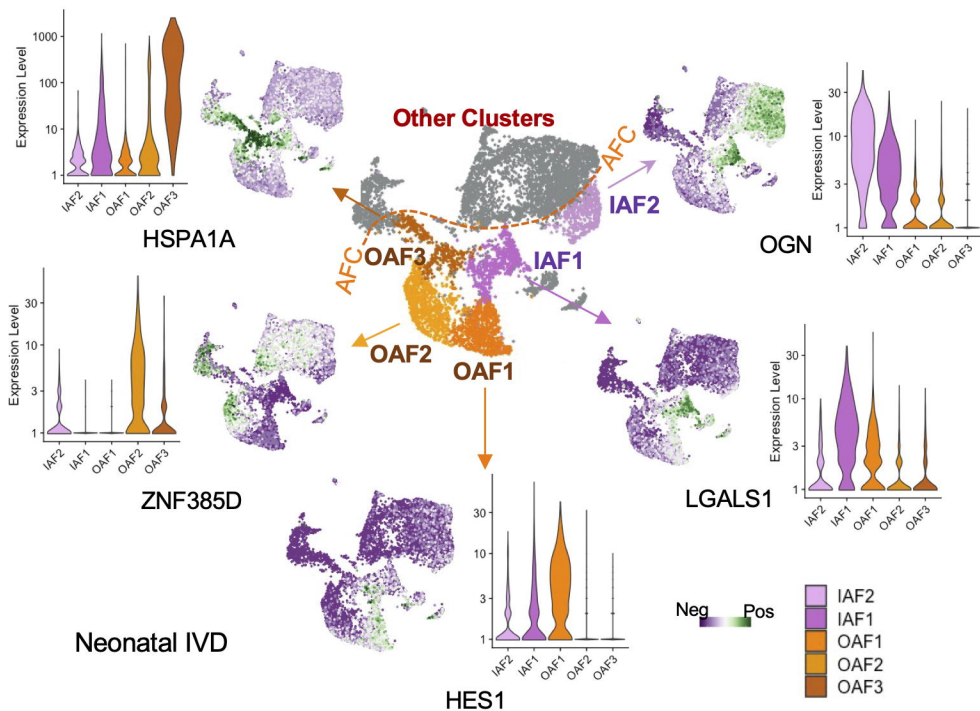 Expression Level
1000
100
10
1
IAF2
IAF1
OAF1
OAF2
OAF3
HSPA1A
Other Clusters
AFC
AFC
IAF2
IAF1
OAF3
OAF2
OAF1
Expression Level
30
10
3
1
IAF2
IAF1
OAF1
OAF2
OAF3
OGN
Expression Level
30
10
3
1
IAF2
IAF1
OAF1
OAF2
OAF3
ZNF385D
Expression Level
30
10
3
1
IAF2
IAF1
OAF1
OAF2
OAF3
LGALS1
Expression Level
30
10
3
1
IAF2
IAF1
OAF1
OAF2
OAF3
HES1
Neonatal IVD
Neg Pos
IAF2
IAF1
OAF1
OAF2
OAF3